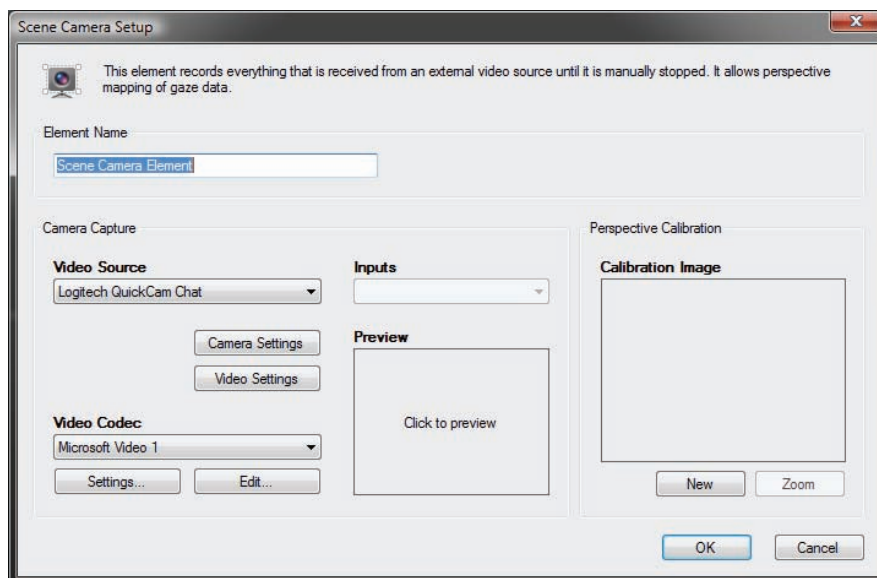 Scene Camera Setup
This element records everything that is received from an external video source until it is manually stopped. It allows perspective
mapping of gaze data.
Element Name
Scene Camera Element
Camera Capture
Video Source
Logitech QuickCam Chat
Inputs
Camera Settings
Video Settings
Preview
Click to preview
Video Codec
Microsoft Video 1
Settings...
Edit...
Perspective Calibration
Calibration Image
New
Zoom
OK
Cancel